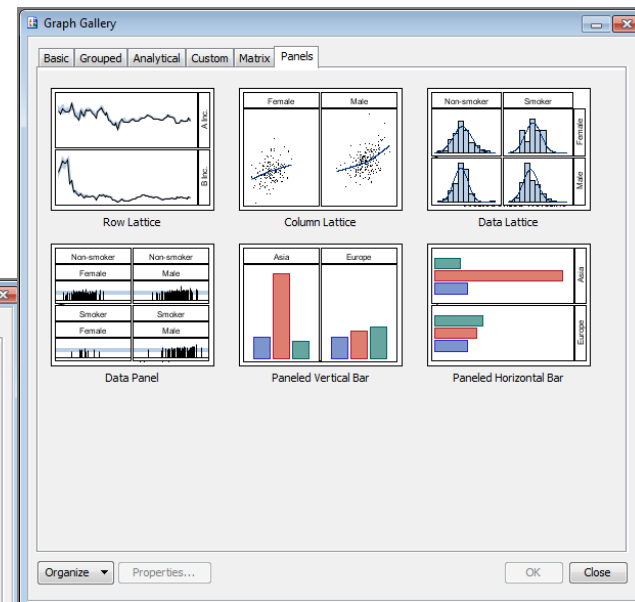 Graph Gallery
Basic Grouped Analytical Custom Matrix Panels
A Inc.
B Inc.
Row Lattice
Female Male
Column Lattice
Non-smoker Smoker
Female
Male
Data Lattice
Non-smoker Non-smoker
Female Male
Smoker Smoker
Female Male
Data Panel
Asia Europe
Paneled Vertical Bar
Asia
Europe
Paneled Horizontal Bar
Organize Properties... OK Close